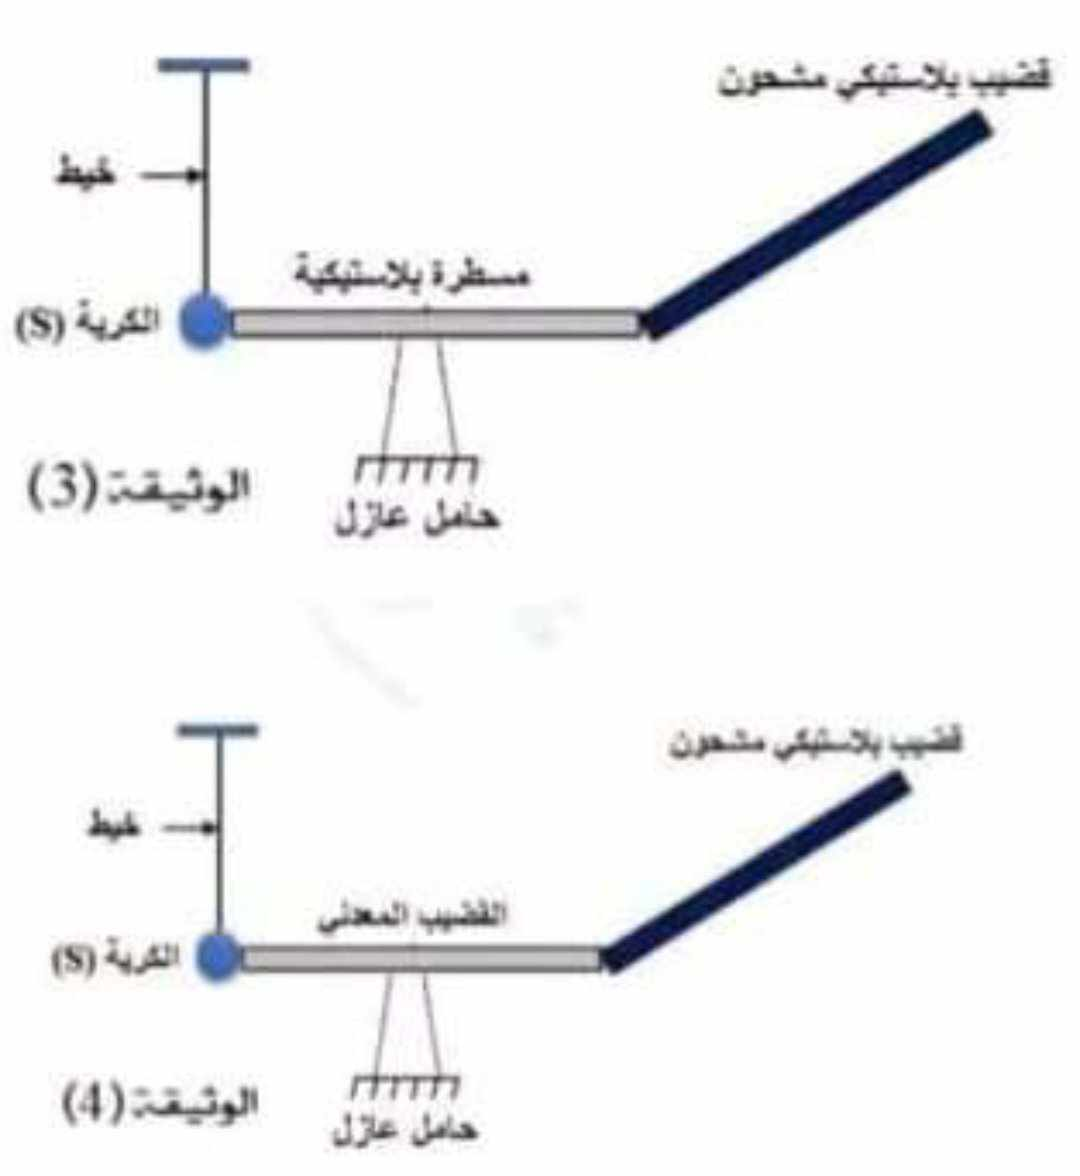 قضيب بلاستيكي مشحون
خيط
مسطرة بلاستيكية
الكرية (S)
الوثيقة (3)
حامل عازل
قضيب بلاستيكي مشحون
خيط
القضيب المعدني
الكرية (S)
الوثيقة (4)
حامل عازل